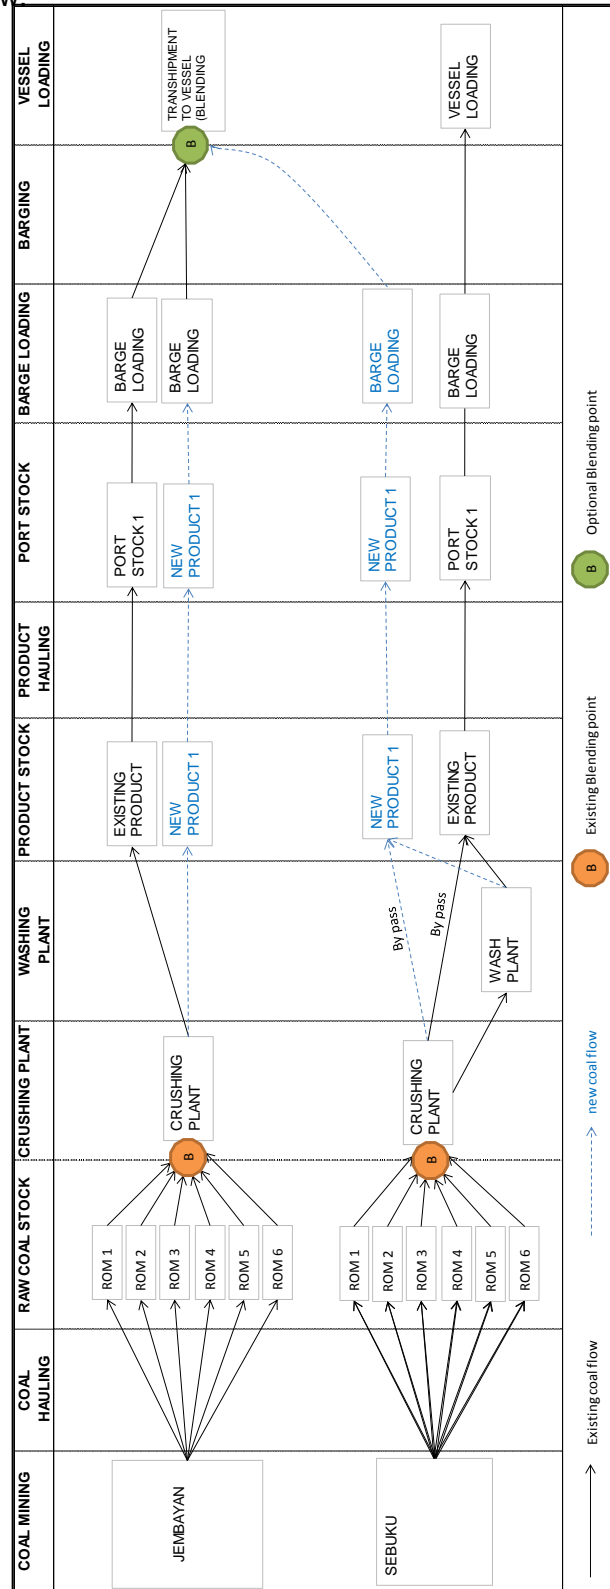 w.
COAL MINING
COAL
HAULING
RAW COAL STOCK
CRUSHING PLANT
WASHING
PLANT
PRODUCT STOCK
PRODUCT
HAULING
PORT STOCK
BARGE LOADING
BARGING
VESSEL
LOADING
JEMBAYAN
ROM 1
ROM 2
ROM 3
ROM 4
ROM 5
ROM 6
B
CRUSHING
PLANT
EXISTING
PRODUCT
NEW
PRODUCT 1
PORT
STOCK 1
NEW
PRODUCT 1
BARGE
LOADING
BARGE
LOADING
B
TRANSHIPMENT
TO VESSEL
(BLENDING
SEBUKU
ROM 1
ROM 2
ROM 3
ROM 4
ROM 5
ROM 6
B
CRUSHING
PLANT
By pass
By pass
WASH
PLANT
NEW
PRODUCT 1
EXISTING
PRODUCT
NEW
PRODUCT 1
PORT
STOCK 1
BARGE
LOADING
BARGE
LOADING
VESSEL
LOADING
Existing coal flow
new coal flow
B
Existing Blending point
B
Optional Blending point